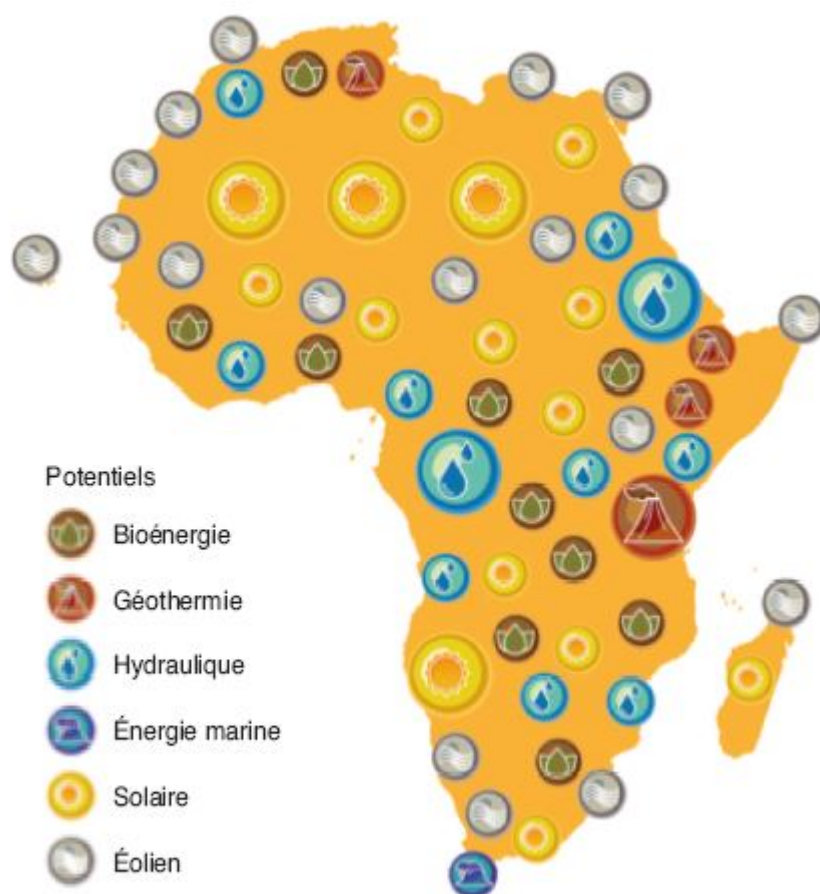 Potentiels
Bioénergie
Géothermie
Hydraulique
Énergie marine
Solaire
Éolien